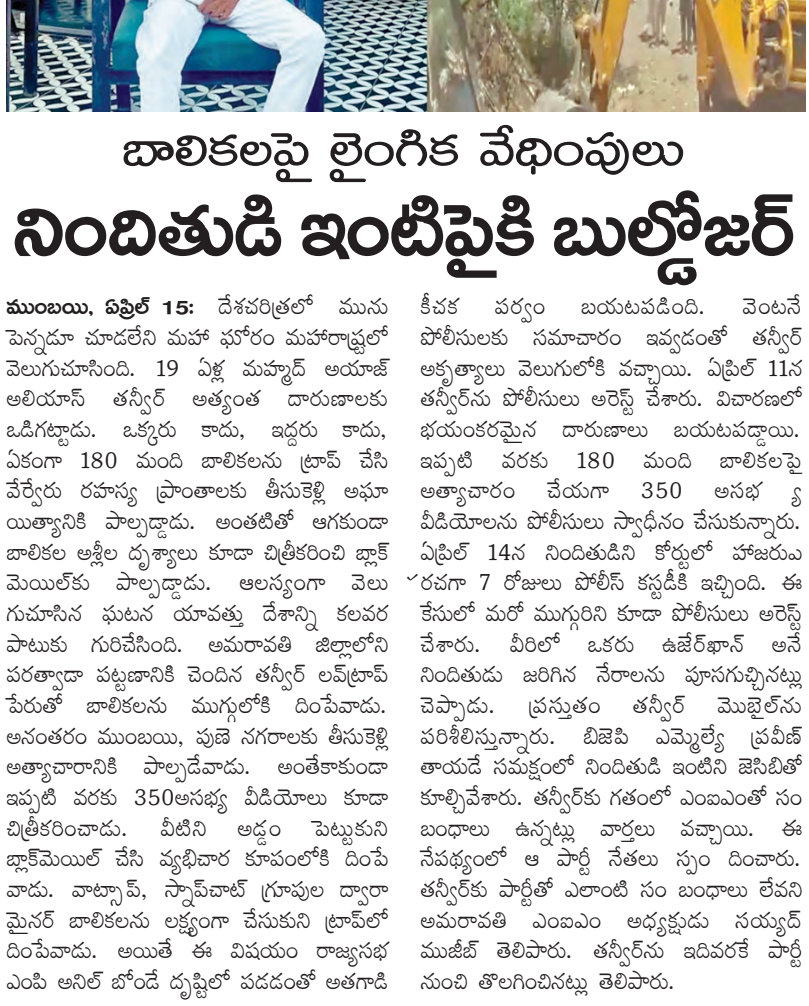 బాలికలపై లైంగిక వేధింపులు
నిందితుడి ఇంటిపైకి బుల్డోజర్
ముంబయి, ఏప్రిల్ 15: దేశచరిత్రలో మును
పెన్నడూ చూడలేని మహా ఘోరం మహారాష్ట్రలో
వెలుగుచూసింది. 19 ఏళ్ల మహ్మద్ అయాజ్
అలియాస్ తన్వీర్ అత్యంత దారుణాలకు
ఒడిగట్టాడు. ఒక్కరు కాదు, ఇద్దరు కాదు,
ఏకంగా 180 మంది బాలికలను ట్రాప్ చేసి
వేర్వేరు రహస్య ప్రాంతాలకు తీసుకెళ్లి అఘా
యిత్యానికి పాల్పడ్డాడు. అంతటితో ఆగకుండా
బాలికల అశ్లీల దృశ్యాలు కూడా చిత్రీకరించి బ్లాక్
మెయిల్‌కు పాల్పడ్డాడు. ఆలస్యంగా వెలు
గుచూసిన ఘటన యావత్తు దేశాన్ని కలవర
పాటుకు గురిచేసింది. అమరావతి జిల్లాలోని
పరత్వాడా పట్టణానికి చెందిన తన్వీర్ లవ్‌ట్రాప్
పేరుతో బాలికలను ముగ్గులోకి దింపేవాడు.
అనంతరం ముంబయి, పుణె నగరాలకు తీసుకెళ్లి
అత్యాచారానికి పాల్పడేవాడు. అంతేకాకుండా
ఇప్పటి వరకు 350అసభ్య వీడియోలు కూడా
చిత్రీకరించాడు. వీటిని అడ్డం పెట్టుకుని
బ్లాక్‌మెయిల్ చేసి వ్యభిచార కూపంలోకి దింపే
వాడు. వాట్సాప్, స్నాప్‌చాట్ గ్రూపుల ద్వారా
మైనర్ బాలికలను లక్ష్యంగా చేసుకుని ట్రాప్‌లో
దింపేవాడు. అయితే ఈ విషయం రాజ్యసభ
ఎంపి అనిల్ బోండే దృష్టిలో పడడంతో అతగాడి
కీచక పర్వం బయటపడింది. వెంటనే
పోలీసులకు సమాచారం ఇవ్వడంతో తన్వీర్
అకృత్యాలు వెలుగులోకి వచ్చాయి. ఏప్రిల్ 11న
తన్వీర్‌ను పోలీసులు అరెస్ట్ చేశారు. విచారణలో
భయంకరమైన దారుణాలు బయటపడ్డాయి.
ఇప్పటి వరకు 180 మంది బాలికలపై
అత్యాచారం చేయగా 350 అసభ ్య
వీడియోలను పోలీసులు స్వాధీనం చేసుకున్నారు.
ఏప్రిల్ 14న నిందితుడిని కోర్టులో హాజరుఎ
ˇరచగా 7 రోజులు పోలీస్ కస్టడీకి ఇచ్చింది. ఈ
కేసులో మరో ముగ్గురిని కూడా పోలీసులు అరెస్ట్
చేశారు. వీరిలో ఒకరు ఉజేర్‌ఖాన్ అనే
నిందితుడు జరిగిన నేరాలను పూసగుచ్చినట్లు
చెప్పాడు. ప్రస్తుతం తన్వీర్ మొబైల్‌ను
పరిశీలిస్తున్నారు. బిజెపి ఎమ్మెల్యే ప్రవీణ్
తాయడే సమక్షంలో నిందితుడి ఇంటిని జెసిబితో
కూల్చివేశారు. తన్వీర్‌కు గతంలో ఎంఐఎంతో సం
బంధాలు ఉన్నట్లు వార్తలు వచ్చాయి. ఈ
నేపథ్యంలో ఆ పార్టీ నేతలు స్పం దించారు.
తన్వీర్‌కు పార్టీతో ఎలాంటి సం బంధాలు లేవని
అమరావతి ఎంఐఎం అధ్యక్షుడు సయ్యద్
ముజీబ్ తెలిపారు. తన్వీర్‌ను ఇదివరకే పార్టీ
నుంచి తొలగించినట్లు తెలిపారు.